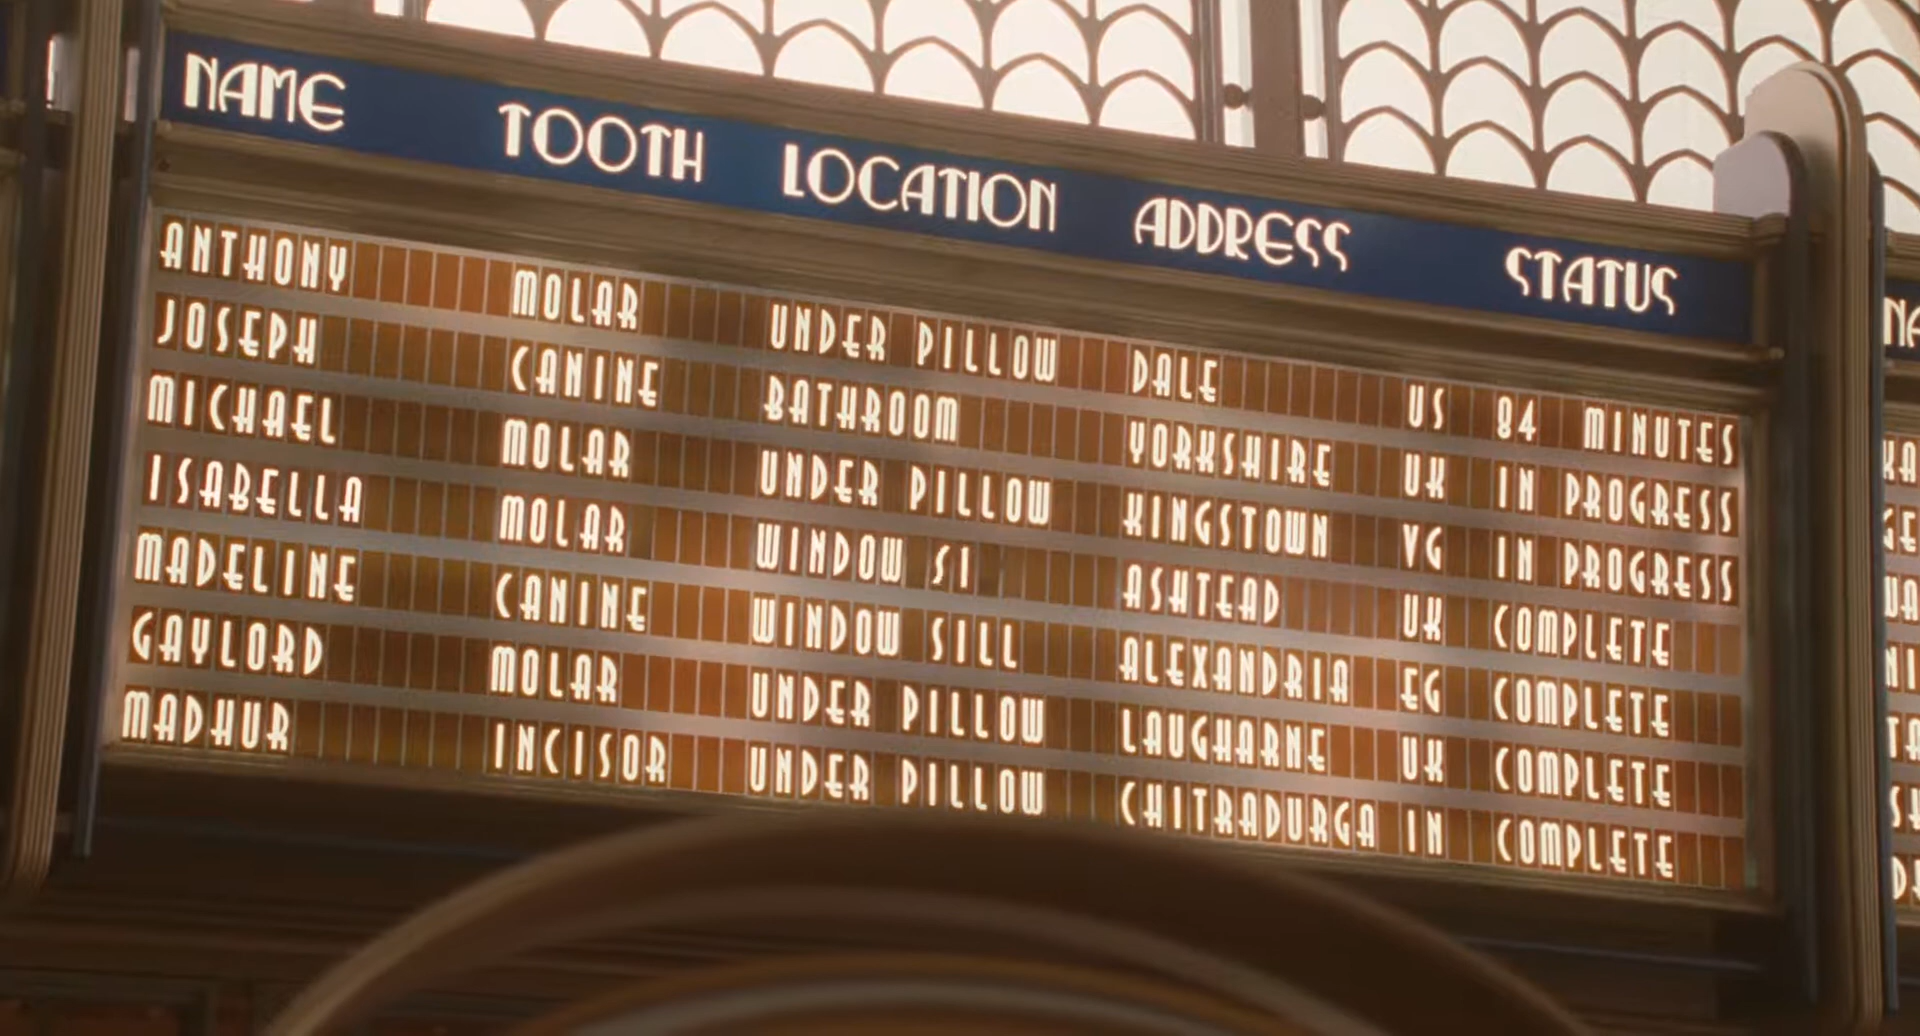 NAME TOOTH LOCATION ADDRESS STATUS
ANTHONY MOLAR UNDER PILLOW DALE US 84 MINUTES
JOSEPH CANINE BATHROOM YORKSHIRE UK IN PROGRESS
MICHAEL MOLAR UNDER PILLOW KINGSTOWN VG IN PROGRESS
ISABELLA MOLAR WINDOW SI ASHTEAD UK COMPLETE
MADELINE CANINE WINDOW SILL ALEXANDRIA EG COMPLETE
GAYLORD MOLAR UNDER PILLOW LAUGHARNE UK COMPLETE
MADHUR INCISOR UNDER PILLOW CHITRADURGA IN COMPLETE